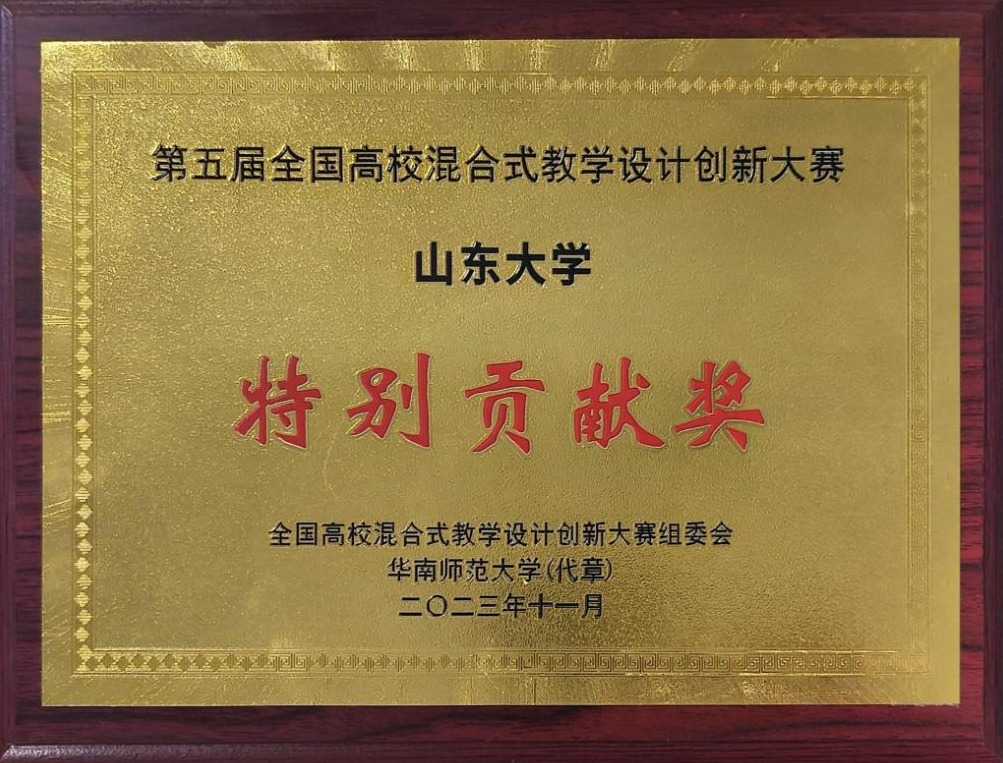 第五届全国高校混合式教学设计创新大赛
山东大学
特别贡献奖
全国高校混合式教学设计创新大赛组委会
华南师范大学(代章)
二〇二三年十一月